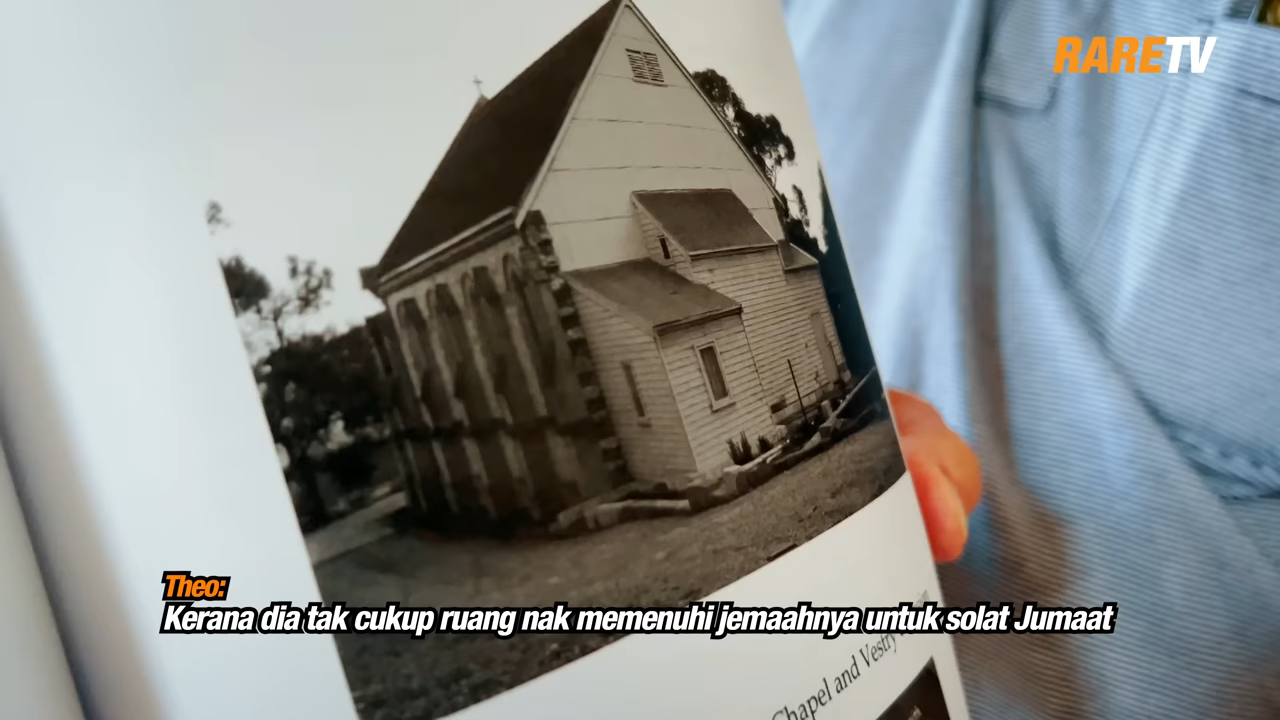 RARETV
Theo:
Kerana dia tak cukup ruang nak memenuhi jemaahnya untuk solat Jumaat
Chapel and Vestry